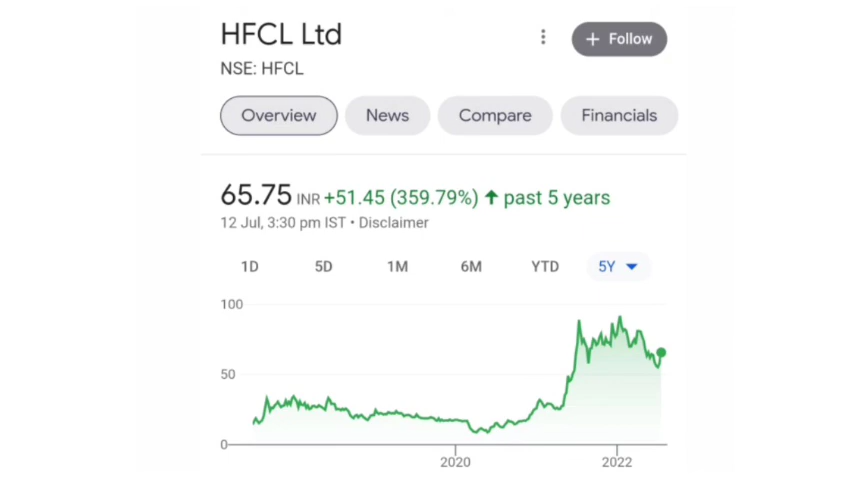 HFCL Ltd
+ Follow
NSE: HFCL
Overview News Compare Financials
65.75 INR +51.45 (359.79%) ↑ past 5 years
12 Jul, 3:30 pm IST • Disclaimer
1D 5D 1M 6M YTD 5Y
100
50
0
2020 2022